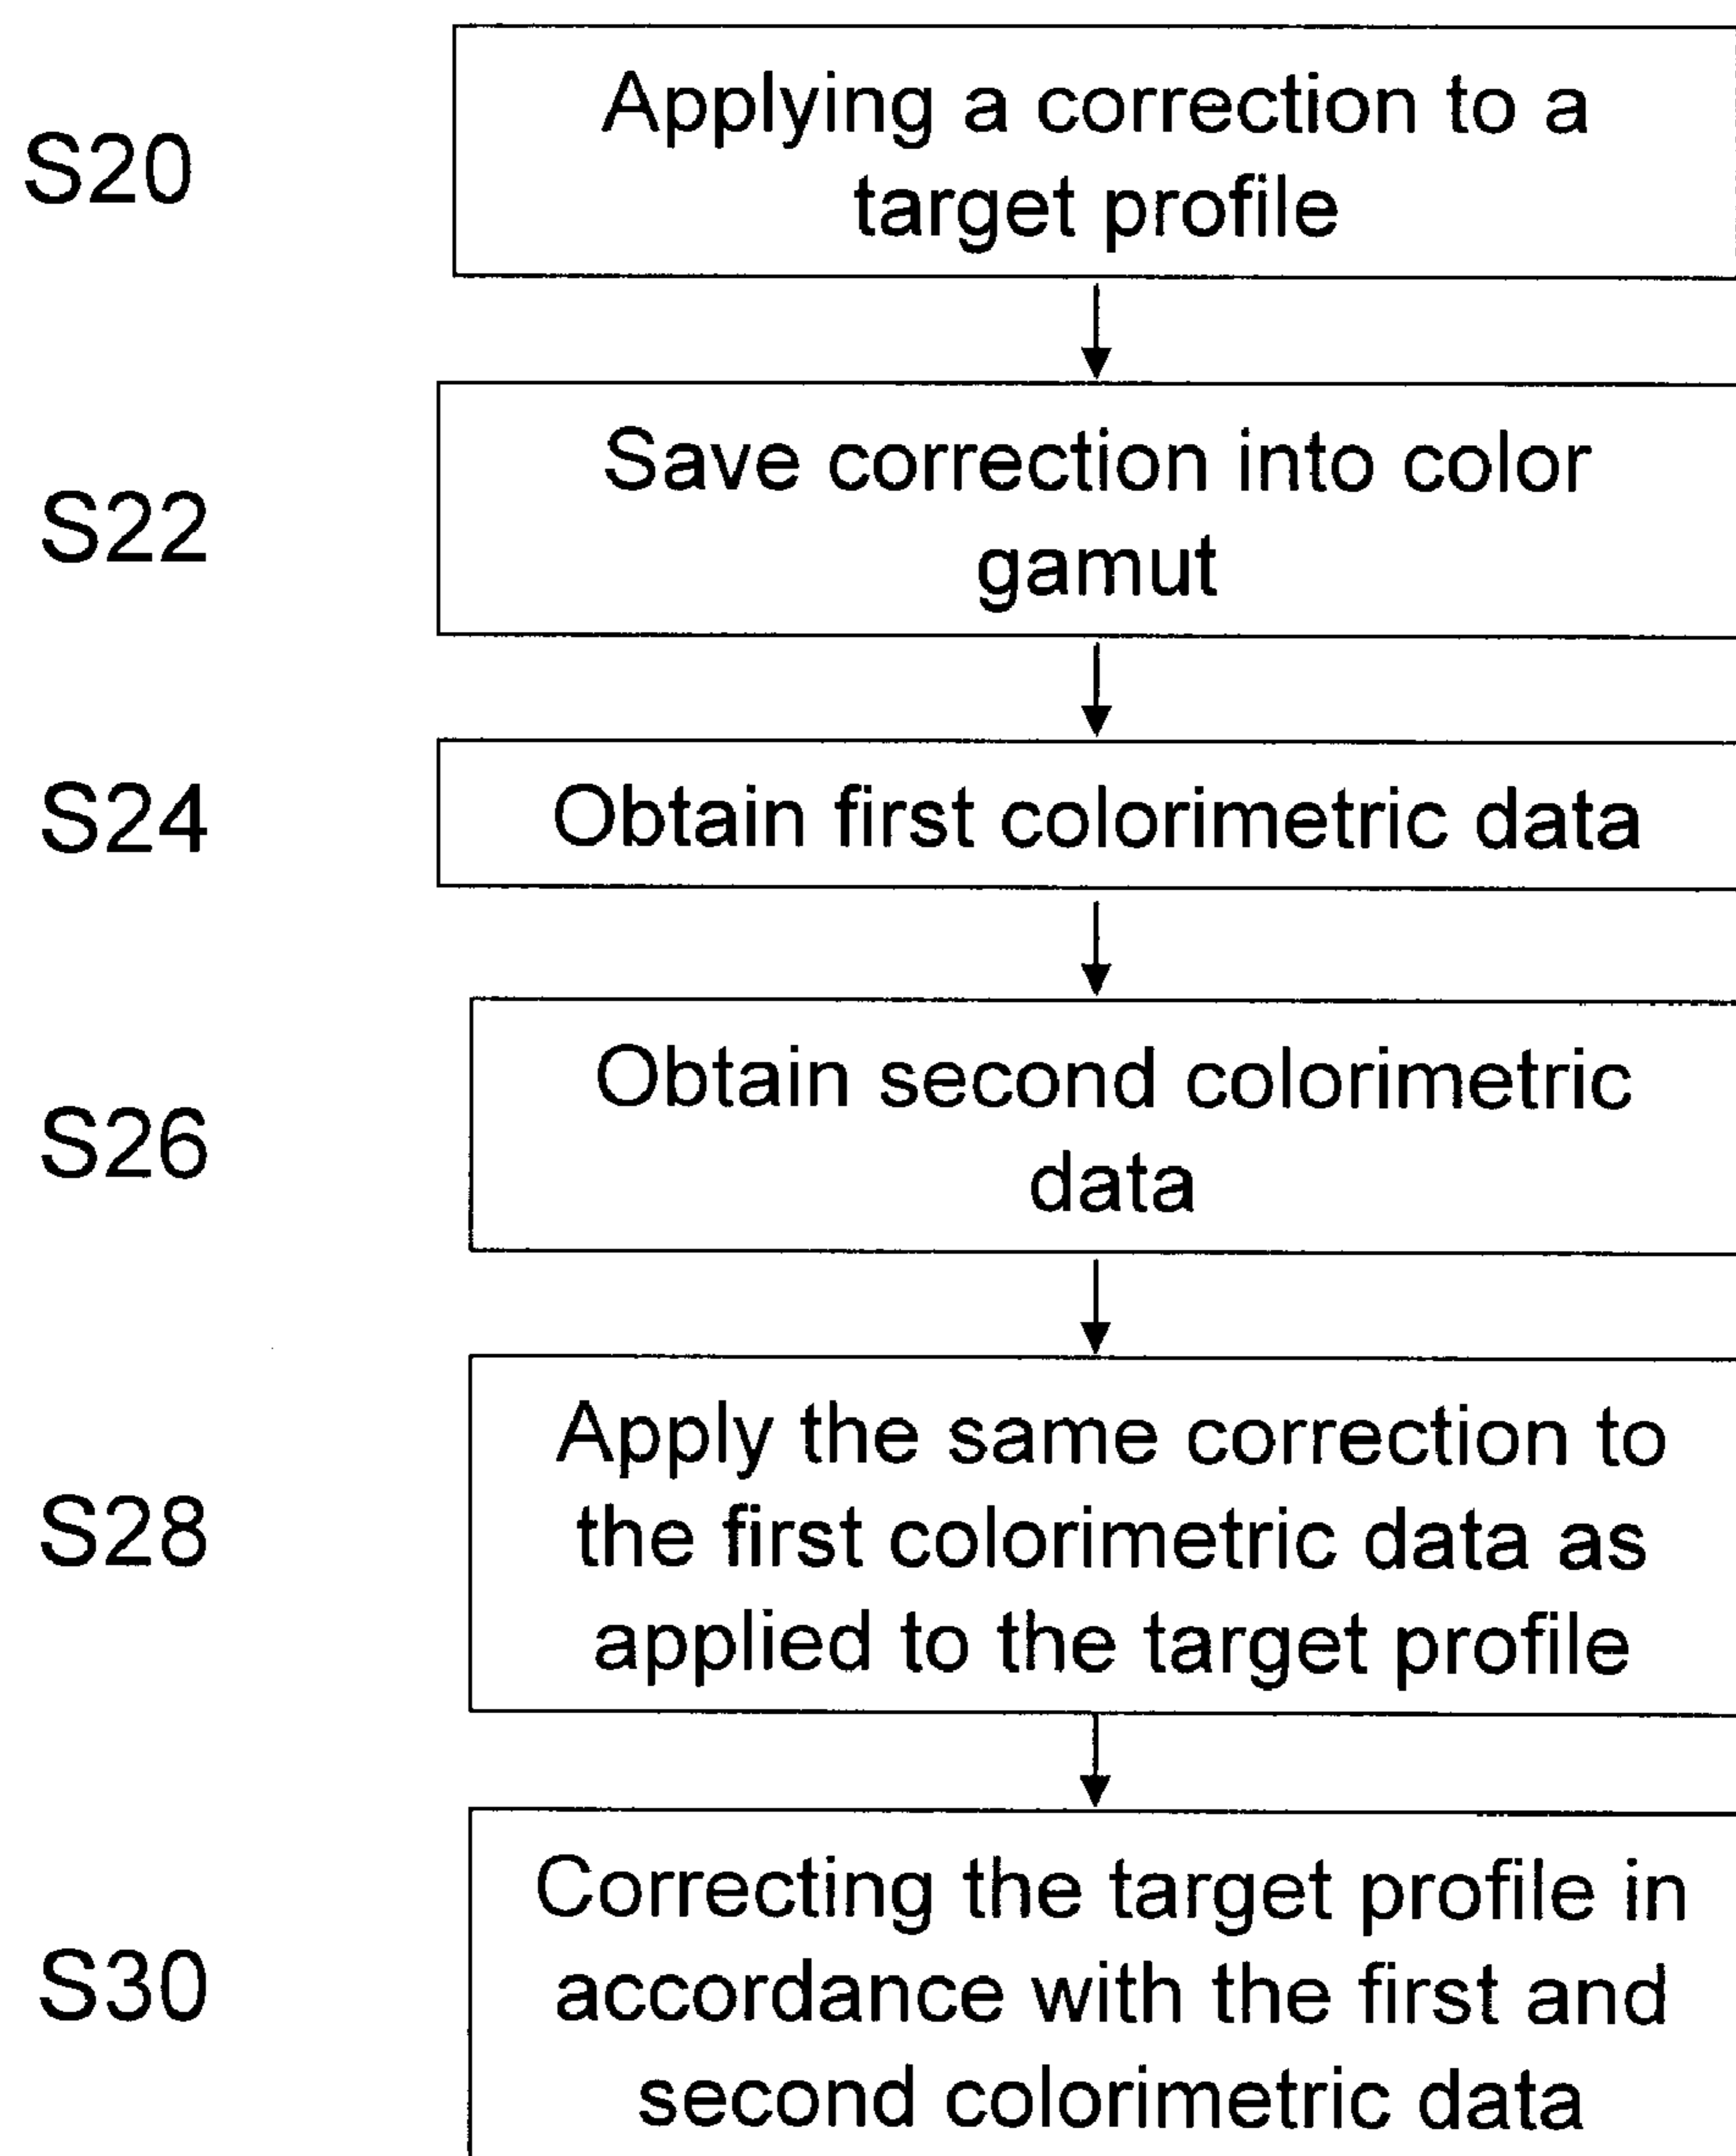 S20
Applying a correction to a
target profile
S22
Save correction into color
gamut
S24
Obtain first colorimetric data
S26
Obtain second colorimetric
data
S28
Apply the same correction to
the first colorimetric data as
applied to the target profile
S30
Correcting the target profile in
accordance with the first and
second colorimetric data